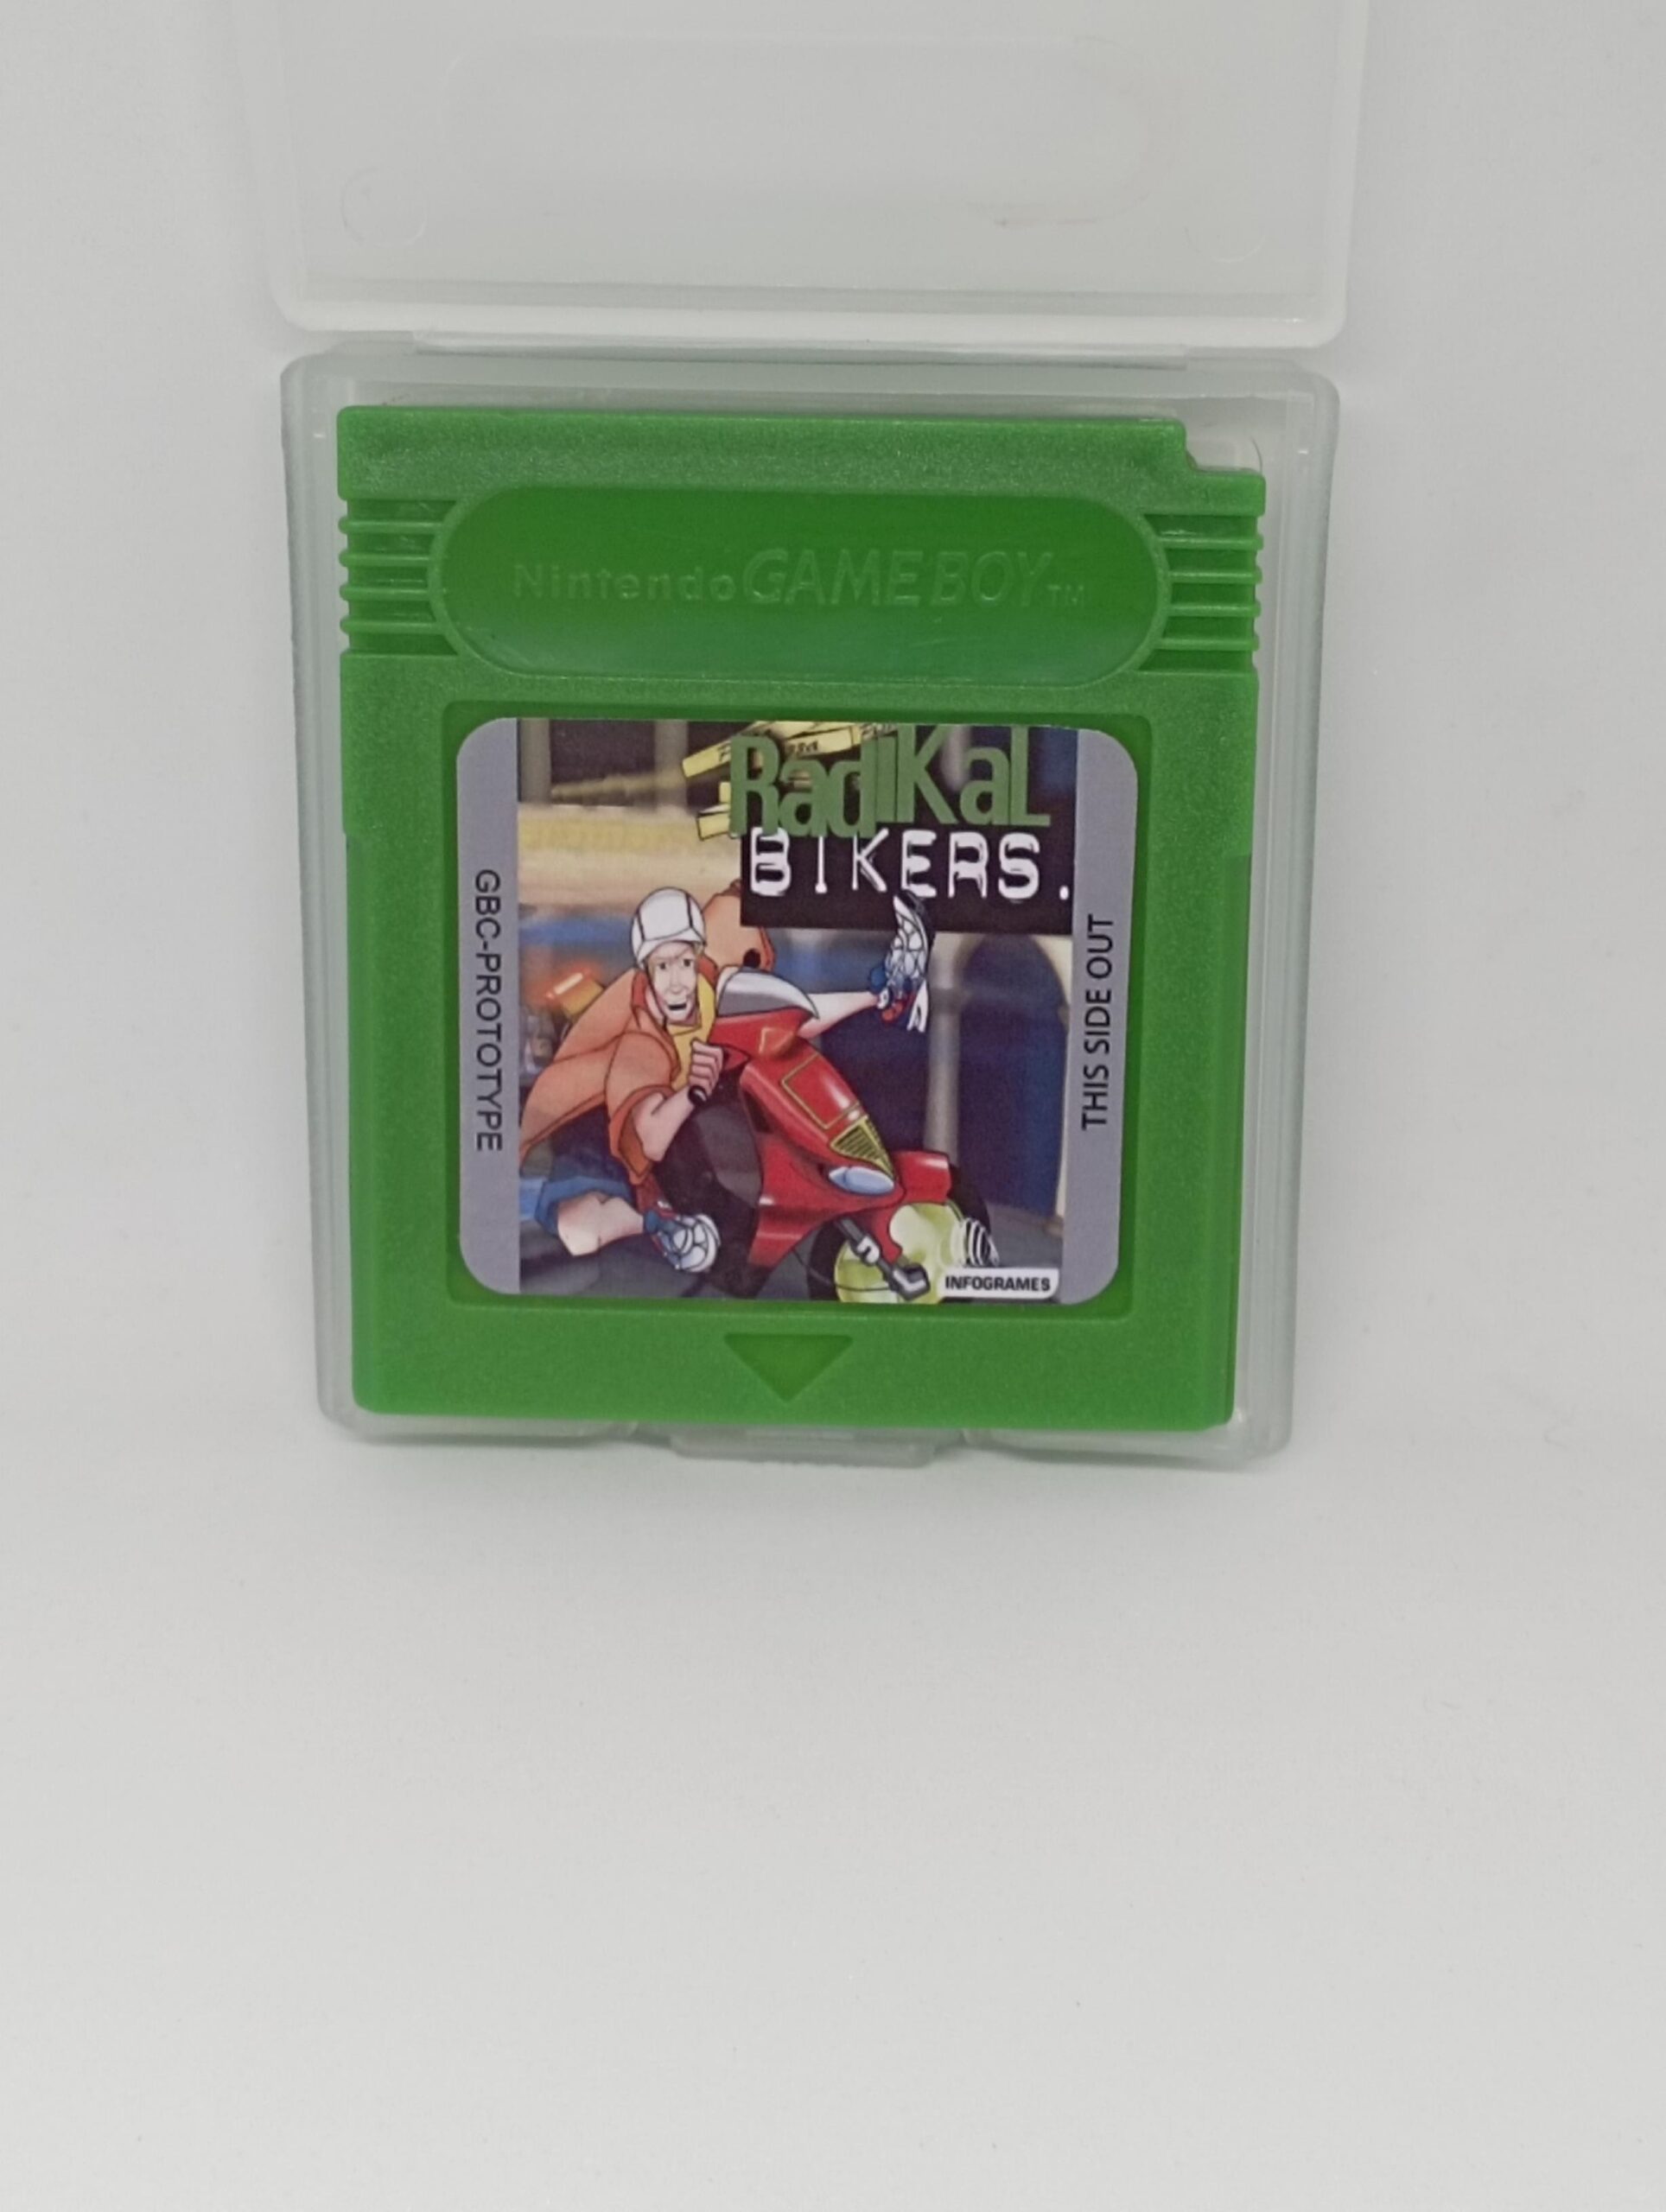 Nintendo GAME BOY TM
RadiKaL
BIKERS.
GBC-PROTOTYPE
THIS SIDE OUT
INFOGRAMES